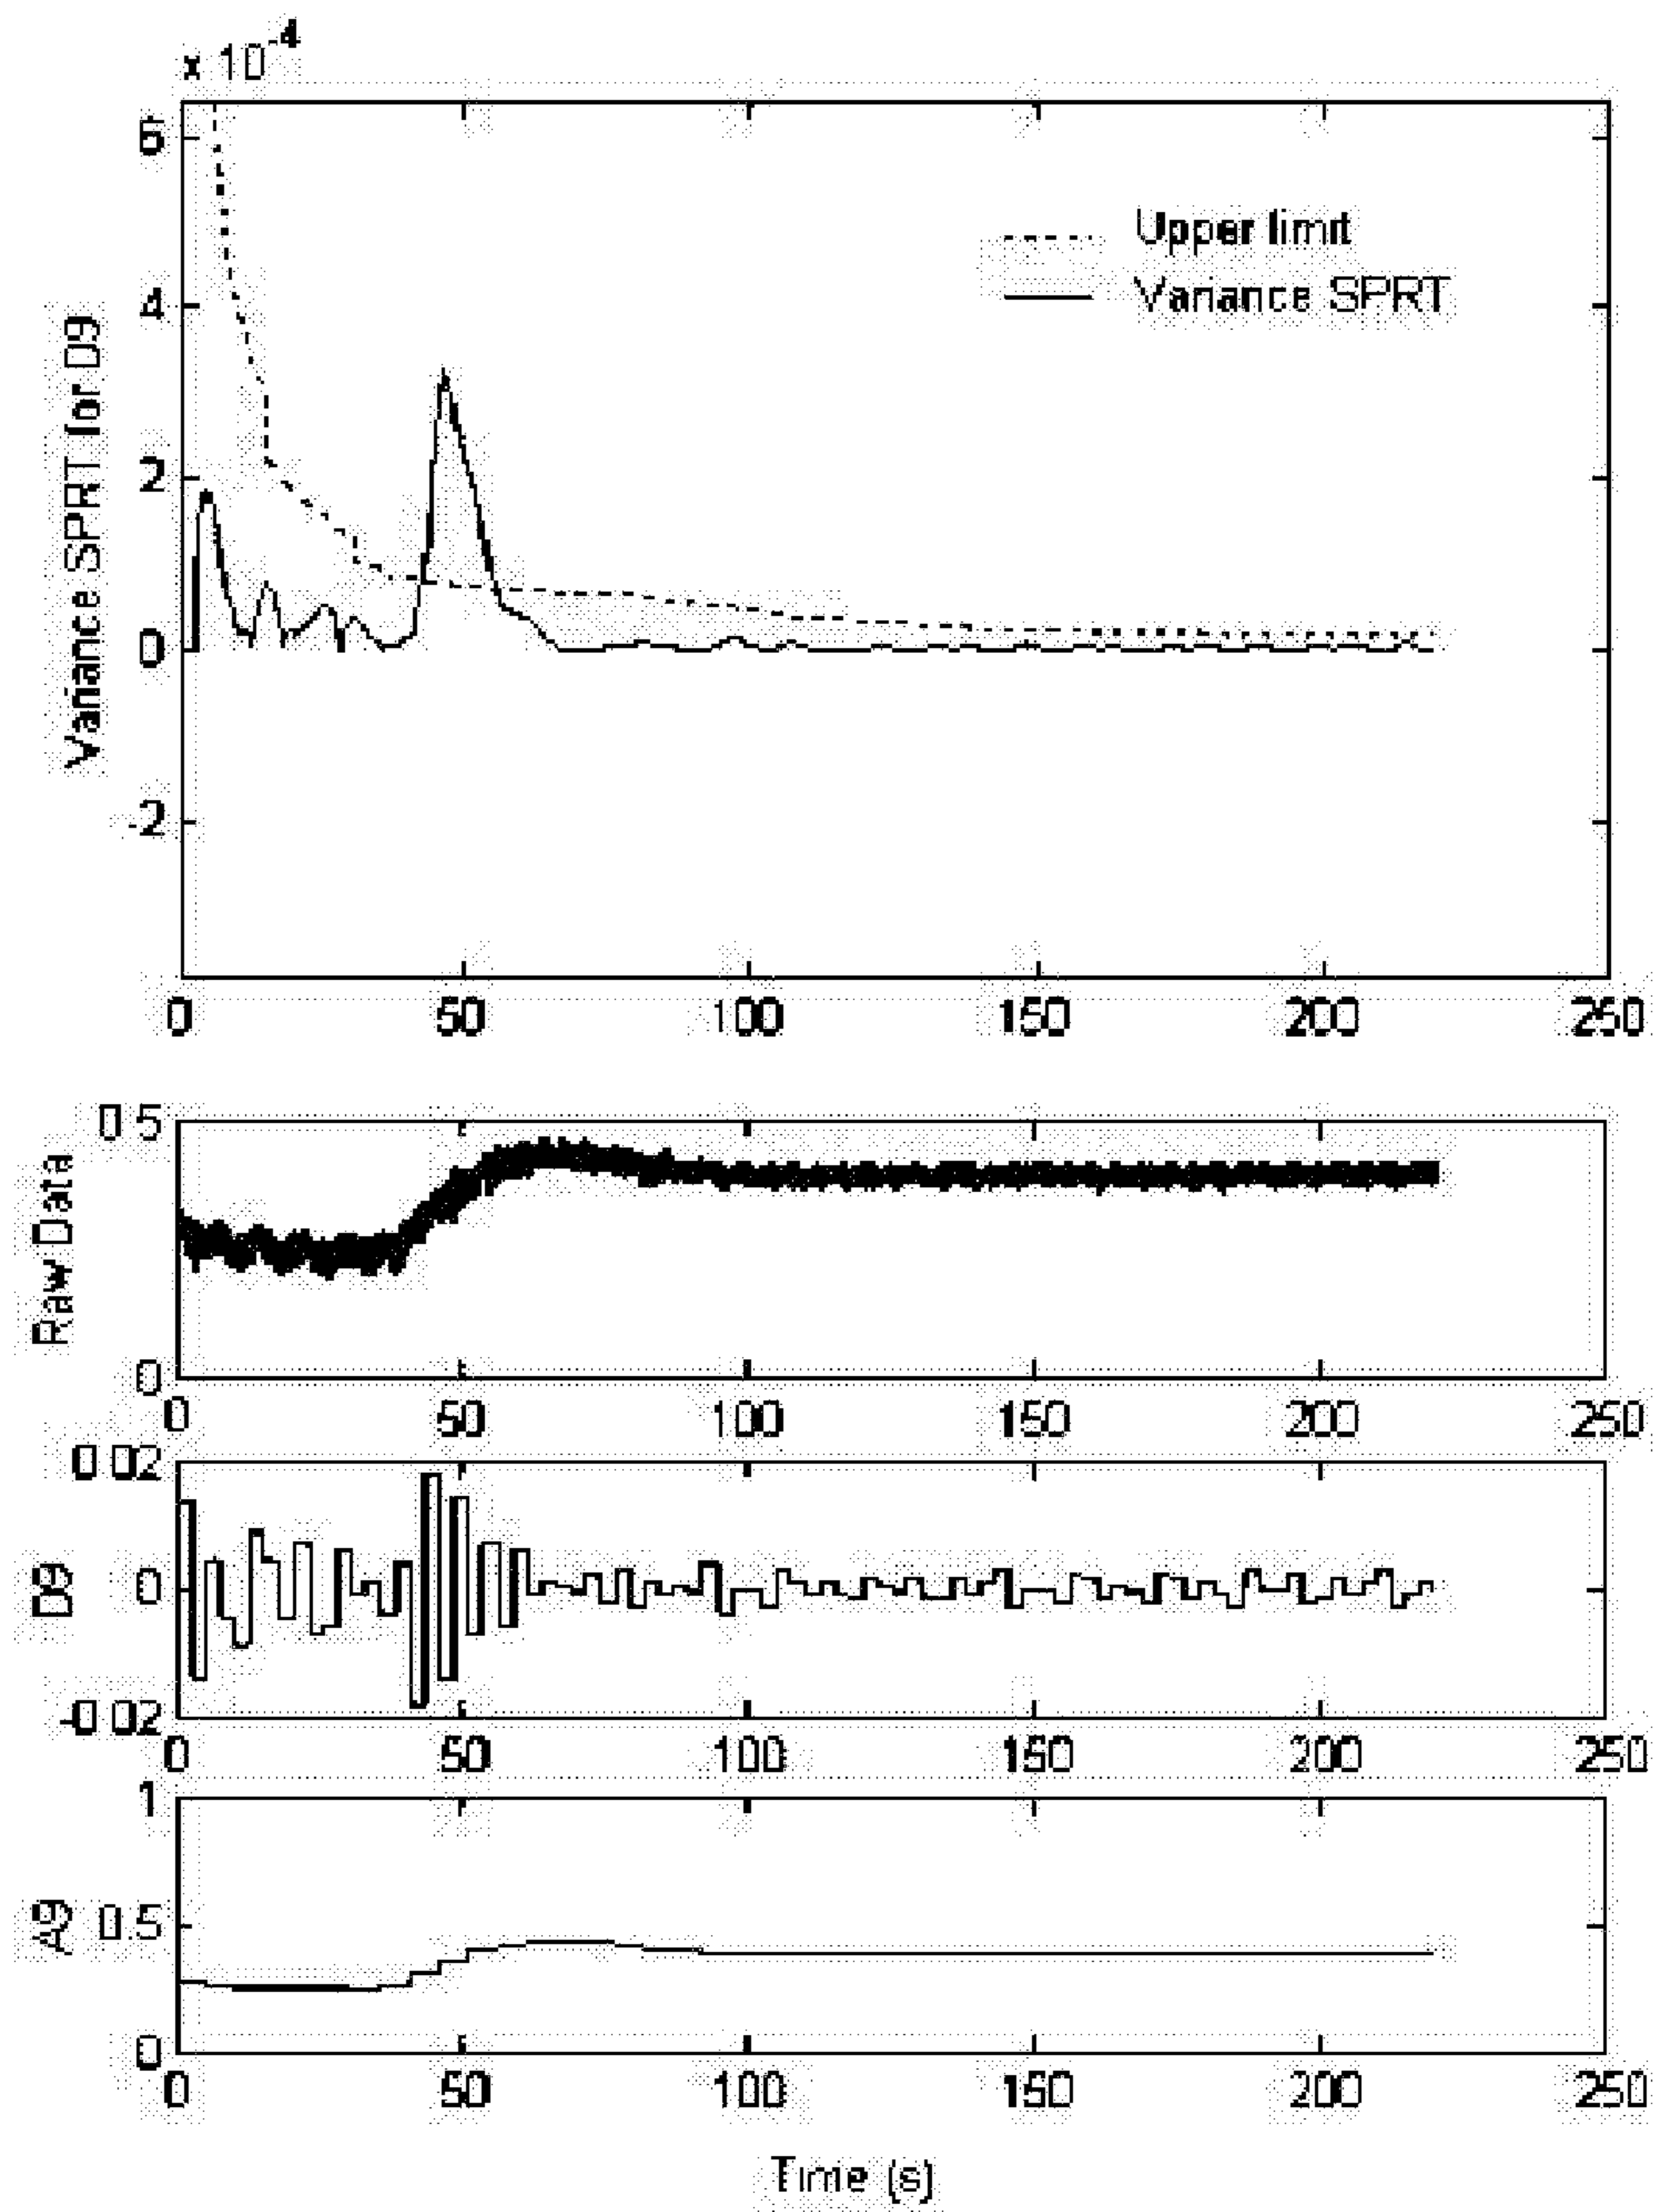 x 10-4
6
4
2
0
-2
Variance SPRT for D9
Upper limit
Variance SPRT
0 50 100 150 200 250
0.5
0
Raw Data
0 50 100 150 200 250
0.02
0
-0.02
D9
0 50 100 150 200 250
1
0.5
0
A9
0 50 100 150 200 250
Time (s)